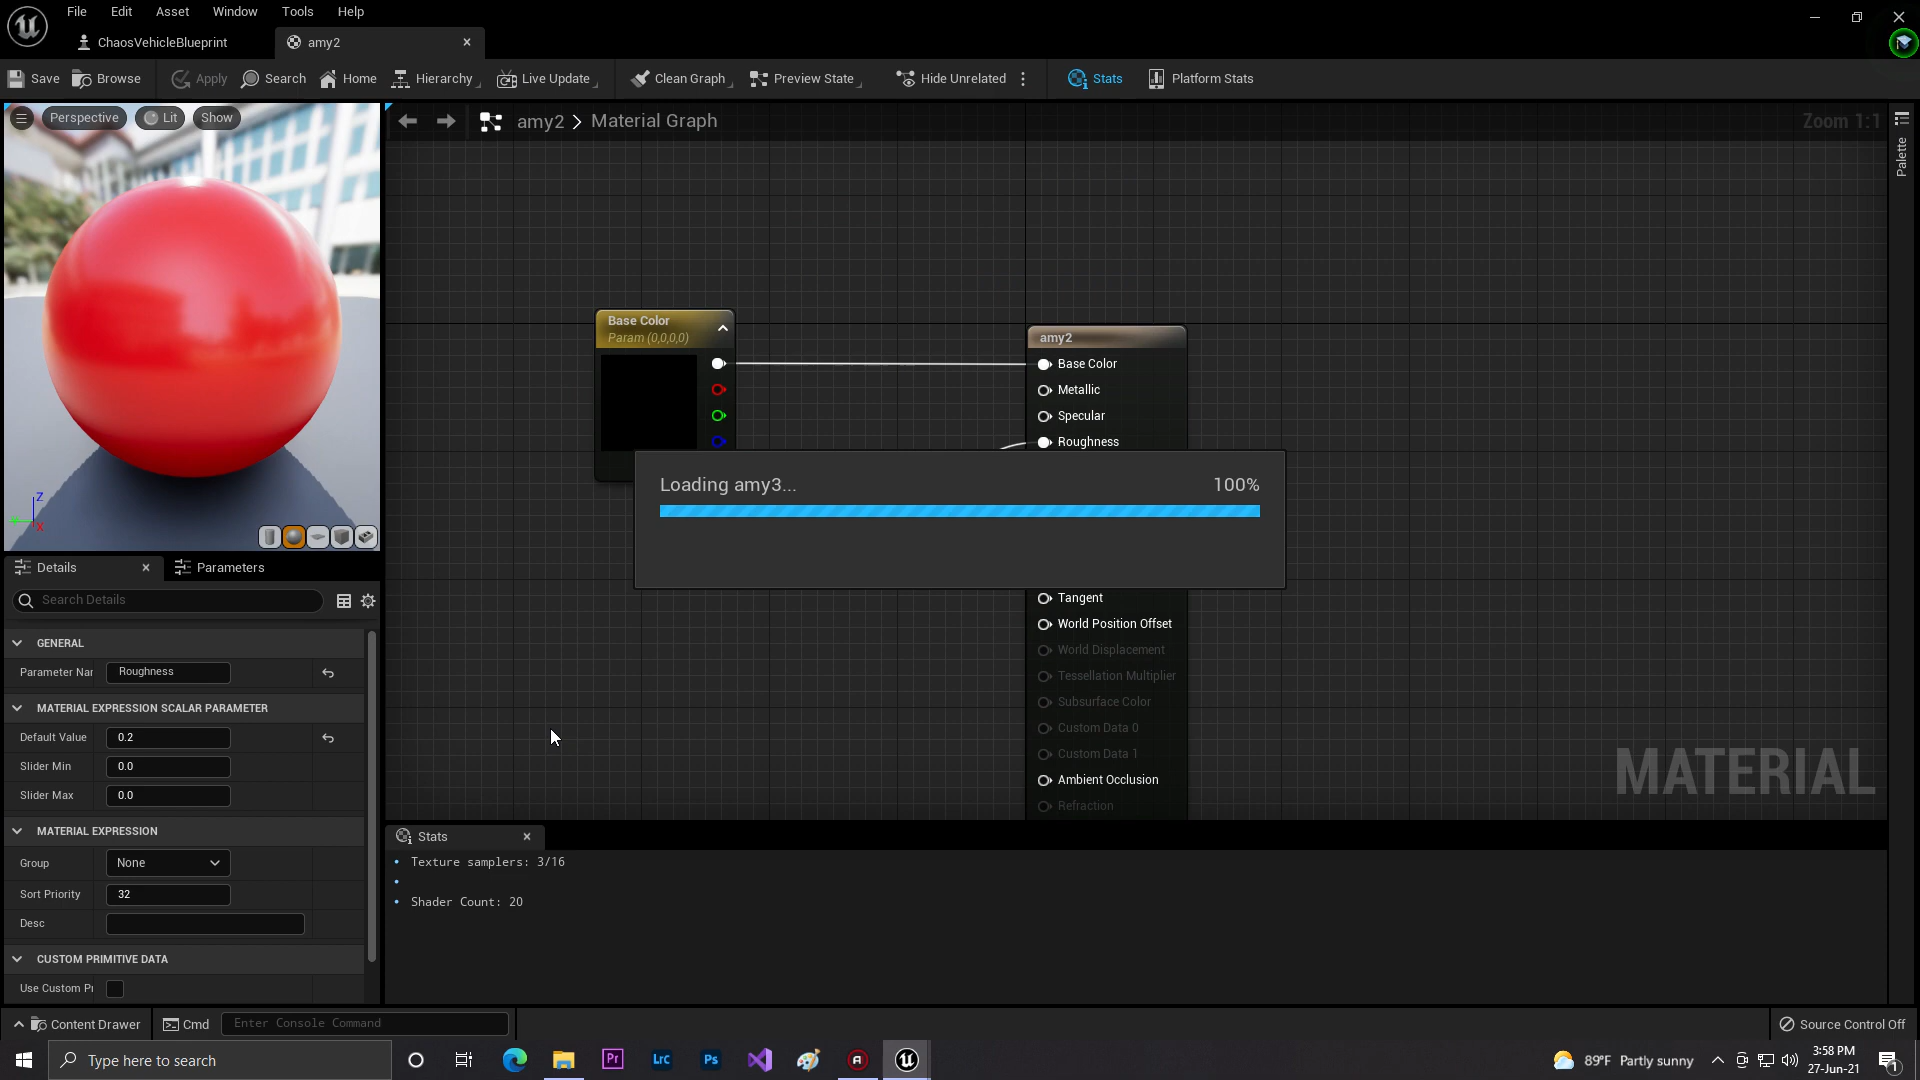 File Edit Asset Window Tools Help
ChaosVehicleBlueprint
amy2
Save Browse Apply Search Home Hierarchy Live Update Clean Graph Preview State Hide Unrelated Stats Platform Stats
Perspective Lit Show
amy2 > Material Graph
Zoom 1:1
Palette
Base Color
Param (0,0,0,0)
amy2
Base Color
Metallic
Specular
Roughness
Loading amy3... 100%
Tangent
World Position Offset
World Displacement
Tessellation Multiplier
Subsurface Color
Custom Data 0
Custom Data 1
Ambient Occlusion
Refraction
MATERIAL
Z
X
Details Parameters
Search Details
GENERAL
Parameter Nar Roughness
MATERIAL EXPRESSION SCALAR PARAMETER
Default Value 0.2
Slider Min 0.0
Slider Max 0.0
MATERIAL EXPRESSION
Group None
Sort Priority 32
Desc
CUSTOM PRIMITIVE DATA
Use Custom Pr
Stats
Texture samplers: 3/16
Shader Count: 20
Content Drawer Cmd Enter Console Command Source Control Off
Type here to search
Pr Lrc Ps
89°F Partly sunny
3:58 PM
27-Jun-21
1